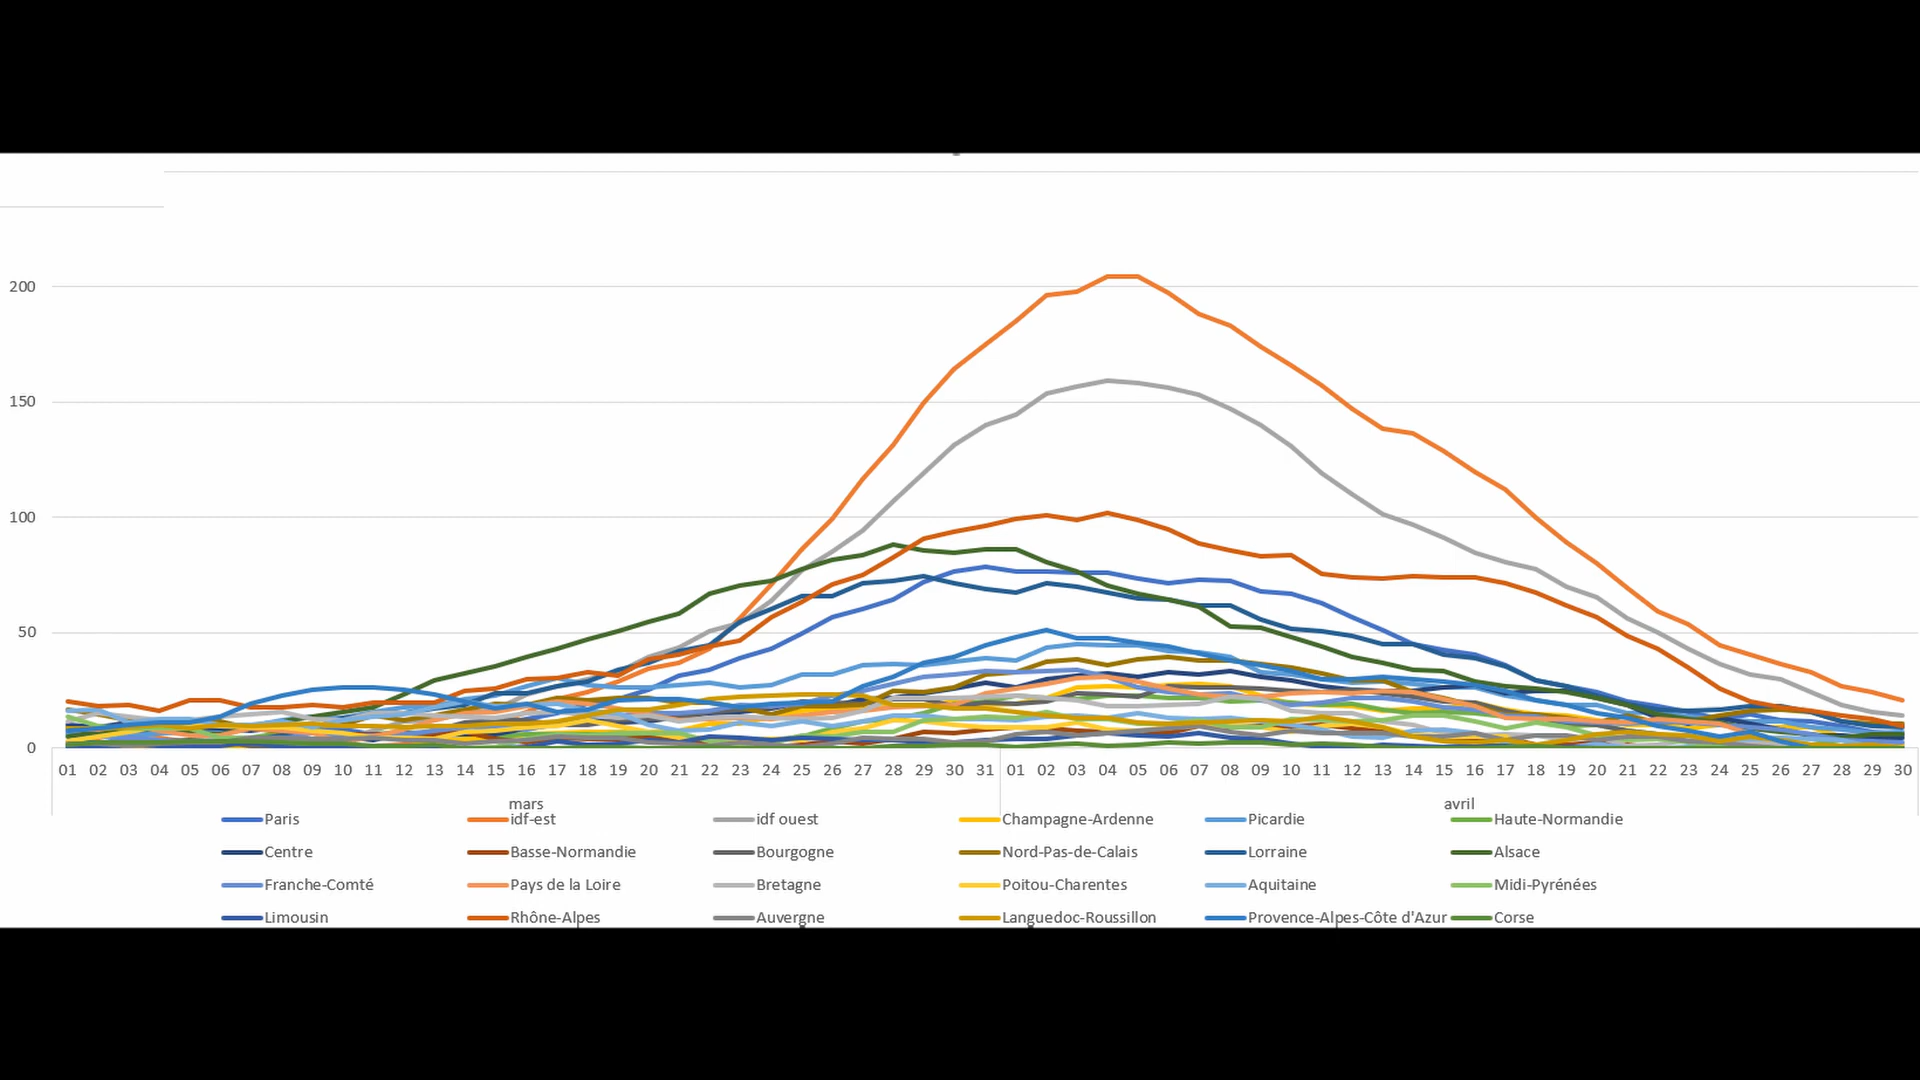 200
150
100
50
0
01 02 03 04 05 06 07 08 09 10 11 12 13 14 15 16 17 18 19 20 21 22 23 24 25 26 27 28 29 30 31 01 02 03 04 05 06 07 08 09 10 11 12 13 14 15 16 17 18 19 20 21 22 23 24 25 26 27 28 29 30
mars avril
Paris idf-est idf ouest Champagne-Ardenne Picardie Haute-Normandie
Centre Basse-Normandie Bourgogne Nord-Pas-de-Calais Lorraine Alsace
Franche-Comté Pays de la Loire Bretagne Poitou-Charentes Aquitaine Midi-Pyrénées
Limousin Rhône-Alpes Auvergne Languedoc-Roussillon Provence-Alpes-Côte d'Azur Corse